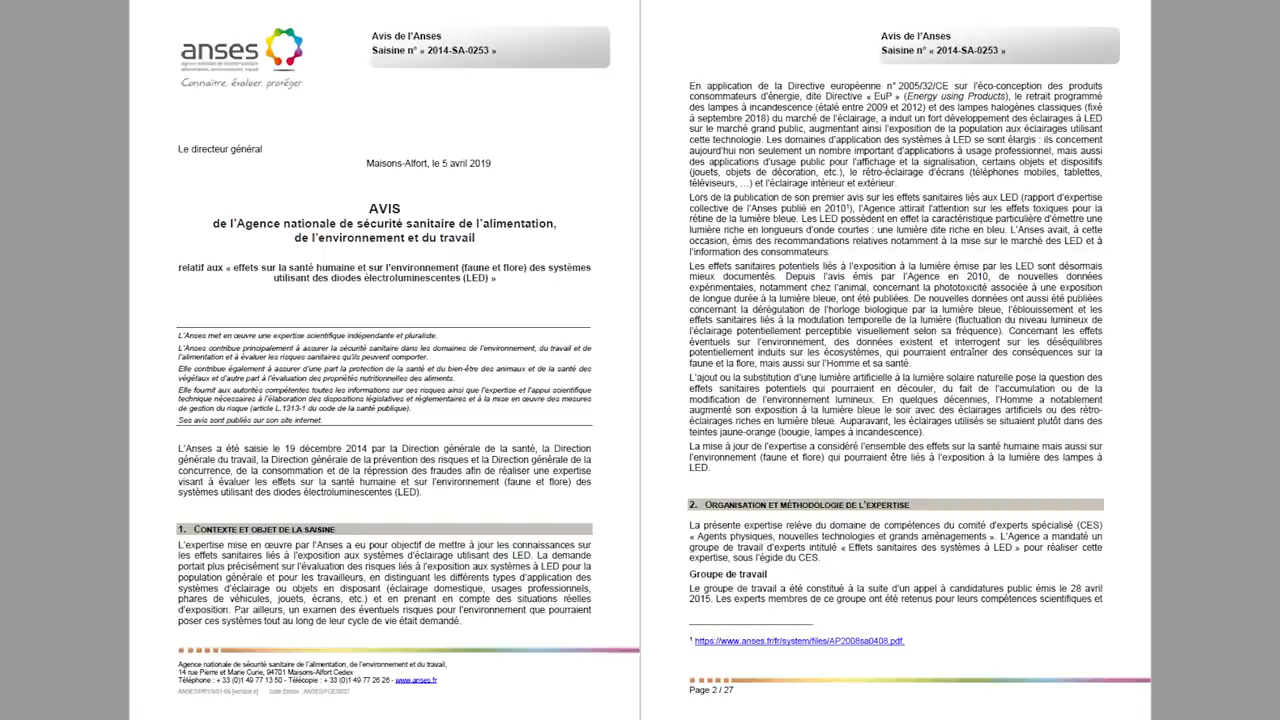 anses
alimentation, environnement, travail
Connaître, évaluer, protéger
Avis de l'Anses
Saisine n° « 2014-SA-0253 »
Le directeur général
Maisons-Alfort, le 5 avril 2019
AVIS
de l'Agence nationale de sécurité sanitaire de l'alimentation,
de l'environnement et du travail
relatif aux « effets sur la santé humaine et sur l'environnement (faune et flore) des systèmes
utilisant des diodes électroluminescentes (LED) »
L'Anses met en œuvre une expertise scientifique indépendante et pluraliste.
L'Anses contribue principalement à assurer la sécurité sanitaire dans les domaines de l'environnement, du travail et de
l'alimentation et à évaluer les risques sanitaires qu'ils peuvent comporter.
Elle contribue également à assurer d'une part la protection de la santé et du bien-être des animaux et de la santé des
végétaux et d'autre part à l'évaluation des propriétés nutritionnelles des aliments.
Elle fournit aux autorités compétentes toutes les informations sur ces risques ainsi que l'expertise et l'appui scientifique
technique nécessaires à l'élaboration des dispositions législatives et réglementaires et à la mise en œuvre des mesures
de gestion du risque (article L.1313-1 du code de la santé publique).
Ses avis sont publiés sur son site internet.
L'Anses a été saisie le 19 décembre 2014 par la Direction générale de la santé, la Direction
générale du travail, la Direction générale de la prévention des risques et la Direction générale de la
concurrence, de la consommation et de la répression des fraudes afin de réaliser une expertise
visant à évaluer les effets sur la santé humaine et sur l'environnement (faune et flore) des
systèmes utilisant des diodes électroluminescentes (LED).
1. CONTEXTE ET OBJET DE LA SAISINE
L'expertise mise en œuvre par l'Anses a eu pour objectif de mettre à jour les connaissances sur
les effets sanitaires liés à l'exposition aux systèmes d'éclairage utilisant des LED. La demande
portait plus précisément sur l'évaluation des risques liés à l'exposition aux systèmes à LED pour la
population générale et pour les travailleurs, en distinguant les différents types d'application des
systèmes d'éclairage ou objets en disposant (éclairage domestique, usages professionnels,
phares de véhicules, jouets, écrans, etc.) et en prenant en compte des situations réelles
d'exposition. Par ailleurs, un examen des éventuels risques pour l'environnement que pourraient
poser ces systèmes tout au long de leur cycle de vie était demandé.
Agence nationale de sécurité sanitaire de l'alimentation, de l'environnement et du travail,
14 rue Pierre et Marie Curie, 94701 Maisons-Alfort Cedex
Téléphone : + 33 (0)1 49 77 13 50 - Télécopie : + 33 (0)1 49 77 26 26 - www.anses.fr
ANSES/PR1/9/01-06 [version e] code Ennov : ANSES/FGE/0037
Avis de l'Anses
Saisine n° « 2014-SA-0253 »
En application de la Directive européenne n° 2005/32/CE sur l'éco-conception des produits
consommateurs d'énergie, dite Directive « EuP » (Energy using Products), le retrait programmé
des lampes à incandescence (étalé entre 2009 et 2012) et des lampes halogènes classiques (fixé
à septembre 2018) du marché de l'éclairage, a induit un fort développement des éclairages à LED
sur le marché grand public, augmentant ainsi l'exposition de la population aux éclairages utilisant
cette technologie. Les domaines d'application des systèmes à LED se sont élargis : ils concernent
aujourd'hui non seulement un nombre important d'applications à usage professionnel, mais aussi
des applications d'usage public pour l'affichage et la signalisation, certains objets et dispositifs
(jouets, objets de décoration, etc.), le rétro-éclairage d'écrans (téléphones mobiles, tablettes,
téléviseurs, …) et l'éclairage intérieur et extérieur.
Lors de la publication de son premier avis sur les effets sanitaires liés aux LED (rapport d'expertise
collective de l'Anses publié en 2010¹), l'Agence attirait l'attention sur les effets toxiques pour la
rétine de la lumière bleue. Les LED possèdent en effet la caractéristique particulière d'émettre une
lumière riche en longueurs d'onde courtes : une lumière dite riche en bleu. L'Anses avait, à cette
occasion, émis des recommandations relatives notamment à la mise sur le marché des LED et à
l'information des consommateurs.
Les effets sanitaires potentiels liés à l'exposition à la lumière émise par les LED sont désormais
mieux documentés. Depuis l'avis émis par l'Agence en 2010, de nouvelles données
expérimentales, notamment chez l'animal, concernant la phototoxicité associée à une exposition
de longue durée à la lumière bleue, ont été publiées. De nouvelles données ont aussi été publiées
concernant la dérégulation de l'horloge biologique par la lumière bleue, l'éblouissement et les
effets sanitaires liés à la modulation temporelle de la lumière (fluctuation du niveau lumineux de
l'éclairage potentiellement perceptible visuellement selon sa fréquence). Concernant les effets
éventuels sur l'environnement, des données existent et interrogent sur les déséquilibres
potentiellement induits sur les écosystèmes, qui pourraient entraîner des conséquences sur la
faune et la flore, mais aussi sur l'Homme et sa santé.
L'ajout ou la substitution d'une lumière artificielle à la lumière solaire naturelle pose la question des
effets sanitaires potentiels qui pourraient en découler, du fait de l'accumulation ou de la
modification de l'environnement lumineux. En quelques décennies, l'Homme a notablement
augmenté son exposition à la lumière bleue le soir avec des éclairages artificiels ou des rétro-
éclairages riches en lumière bleue. Auparavant, les éclairages utilisés se situaient plutôt dans des
teintes jaune-orange (bougie, lampes à incandescence).
La mise à jour de l'expertise a considéré l'ensemble des effets sur la santé humaine mais aussi sur
l'environnement (faune et flore) qui pourraient être liés à l'exposition à la lumière des lampes à
LED.
2. ORGANISATION ET MÉTHODOLOGIE DE L'EXPERTISE
La présente expertise relève du domaine de compétences du comité d'experts spécialisé (CES)
« Agents physiques, nouvelles technologies et grands aménagements ». L'Agence a mandaté un
groupe de travail d'experts intitulé « Effets sanitaires des systèmes à LED » pour réaliser cette
expertise, sous l'égide du CES.
Groupe de travail
Le groupe de travail a été constitué à la suite d'un appel à candidatures public émis le 28 avril
2015. Les experts membres de ce groupe ont été retenus pour leurs compétences scientifiques et
¹ https://www.anses.fr/fr/system/files/AP2008sa0408.pdf.
Page 2 / 27